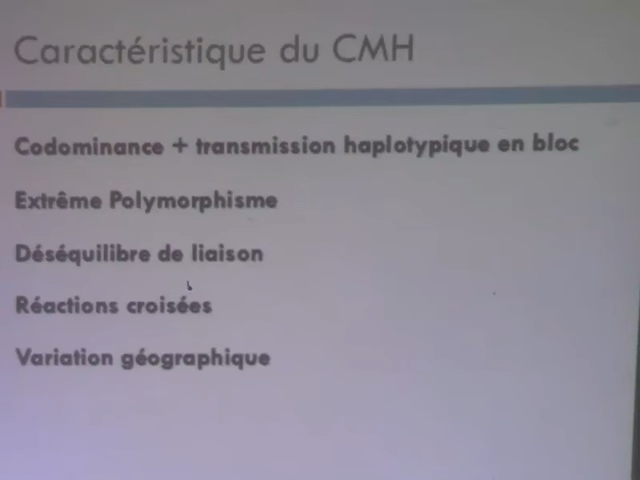 Caractéristique du CMH
Codominance + transmission haplotypique en bloc
Extrême Polymorphisme
Déséquilibre de liaison
Réactions croisées
Variation géographique